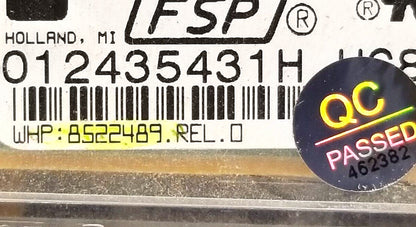 FSP®
®
HOLLAND, MI
012435431H
WHP:8522489.REL.0
QC
PASSED
462382